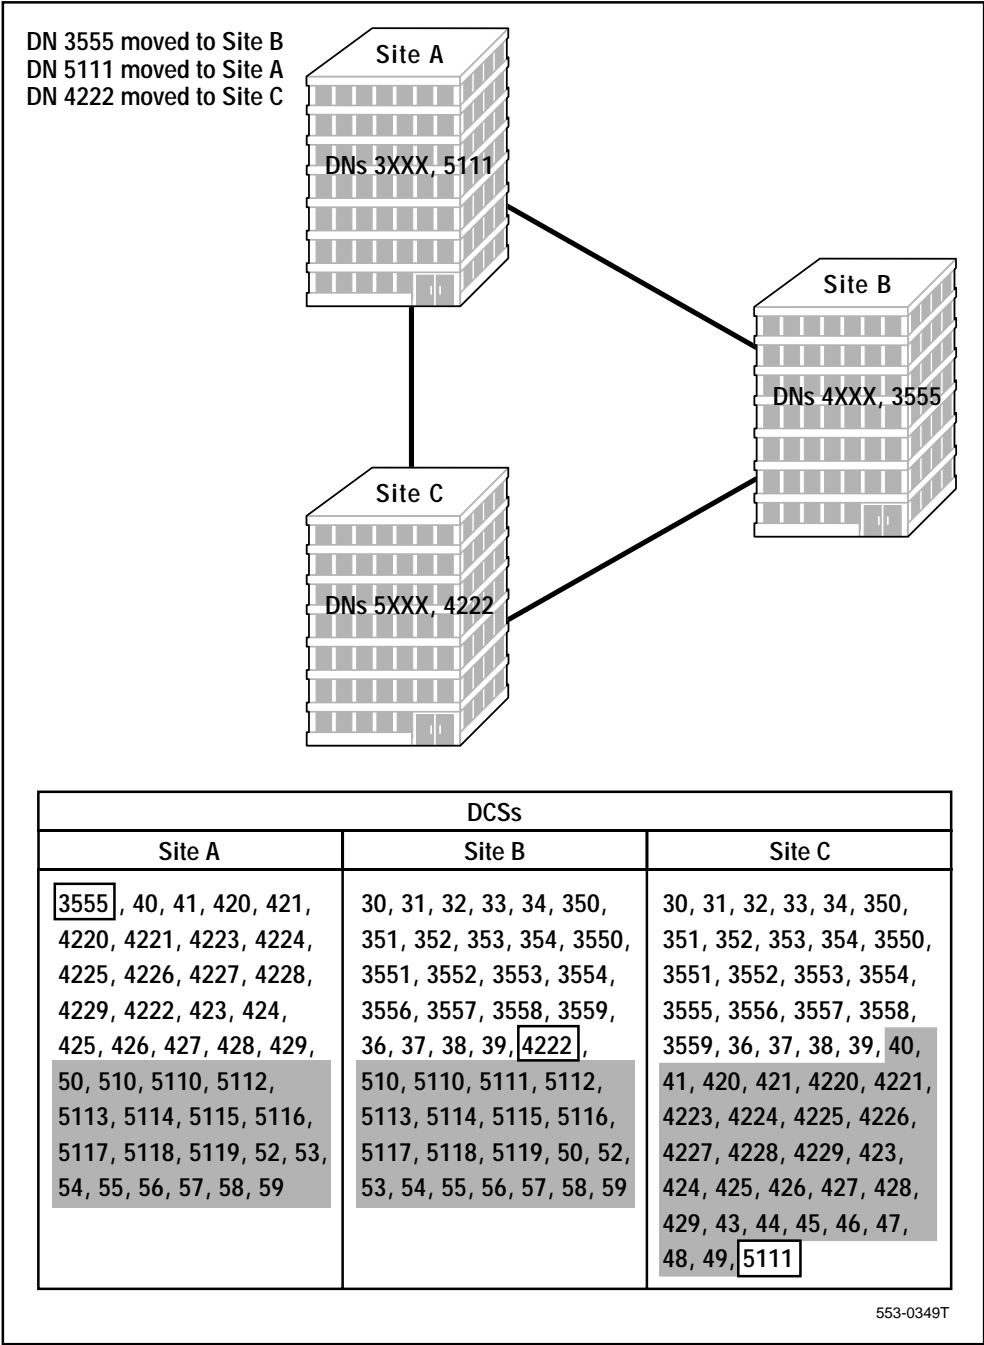 DN 3555 moved to Site B
DN 5111 moved to Site A
DN 4222 moved to Site C
Site A
DNs 3XXX, 5111
Site B
DNs 4XXX, 3555
Site C
DNs 5XXX, 4222
DCSs
Site A
3555, 40, 41, 420, 421,
4220, 4221, 4223, 4224,
4225, 4226, 4227, 4228,
4229, 4222, 423, 424,
425, 426, 427, 428, 429,
50, 510, 5110, 5112,
5113, 5114, 5115, 5116,
5117, 5118, 5119, 52, 53,
54, 55, 56, 57, 58, 59
Site B
30, 31, 32, 33, 34, 350,
351, 352, 353, 354, 3550,
3551, 3552, 3553, 3554,
3556, 3557, 3558, 3559,
36, 37, 38, 39, 4222,
510, 5110, 5111, 5112,
5113, 5114, 5115, 5116,
5117, 5118, 5119, 50, 52,
53, 54, 55, 56, 57, 58, 59
Site C
30, 31, 32, 33, 34, 350,
351, 352, 353, 354, 3550,
3551, 3552, 3553, 3554,
3555, 3556, 3557, 3558,
3559, 36, 37, 38, 39, 40,
41, 420, 421, 4220, 4221,
4223, 4224, 4225, 4226,
4227, 4228, 4229, 423,
424, 425, 426, 427, 428,
429, 43, 44, 45, 46, 47,
48, 49, 5111
553-0349T